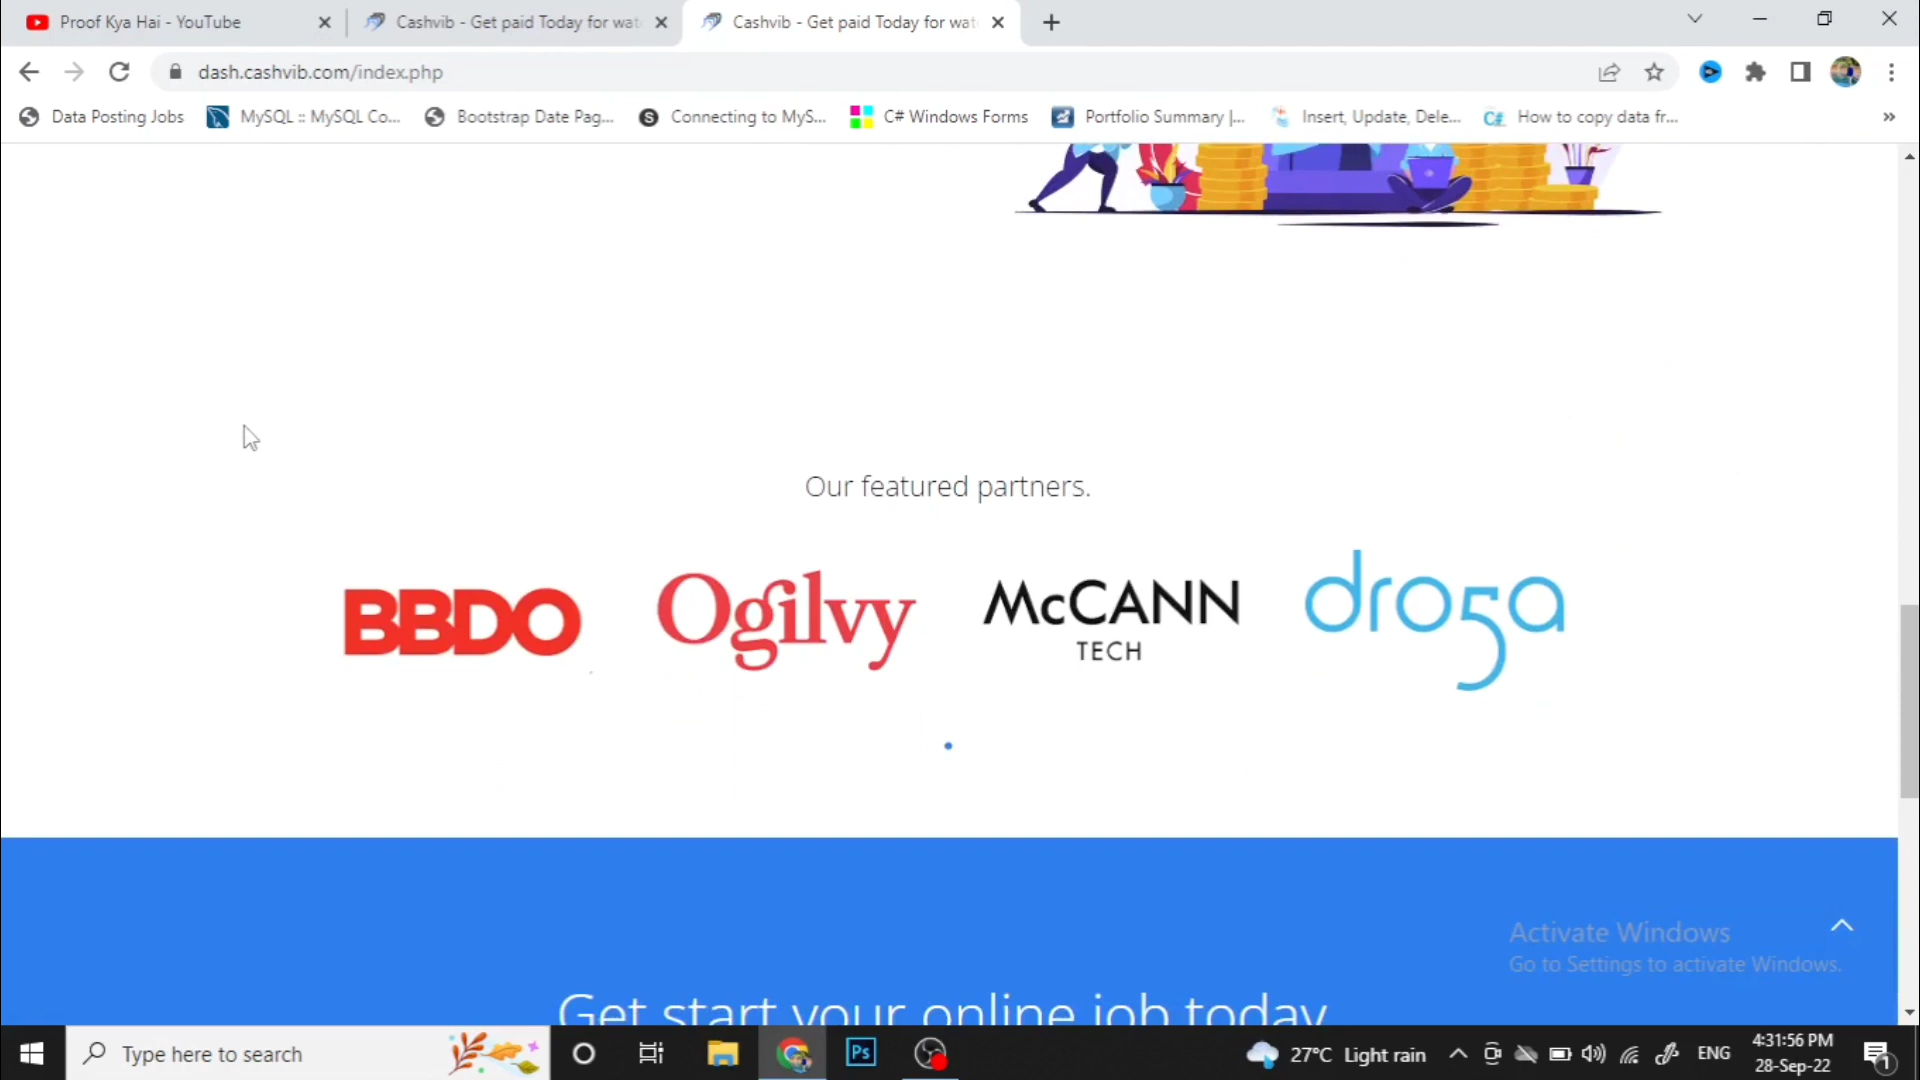 Proof Kya Hai - YouTube
Cashvib - Get paid Today for wat
Cashvib - Get paid Today for wat
dash.cashvib.com/index.php
Data Posting Jobs
MySQL :: MySQL Co...
Bootstrap Date Pag...
Connecting to MyS...
C# Windows Forms
Portfolio Summary |...
Insert, Update, Dele...
How to copy data fr...
Our featured partners.
BBDO
Ogilvy
McCANN
TECH
dro5a
Activate Windows
Go to Settings to activate Windows.
Get start your online job today
Type here to search
Ps
27°C Light rain
ENG
4:31:56 PM
28-Sep-22
1